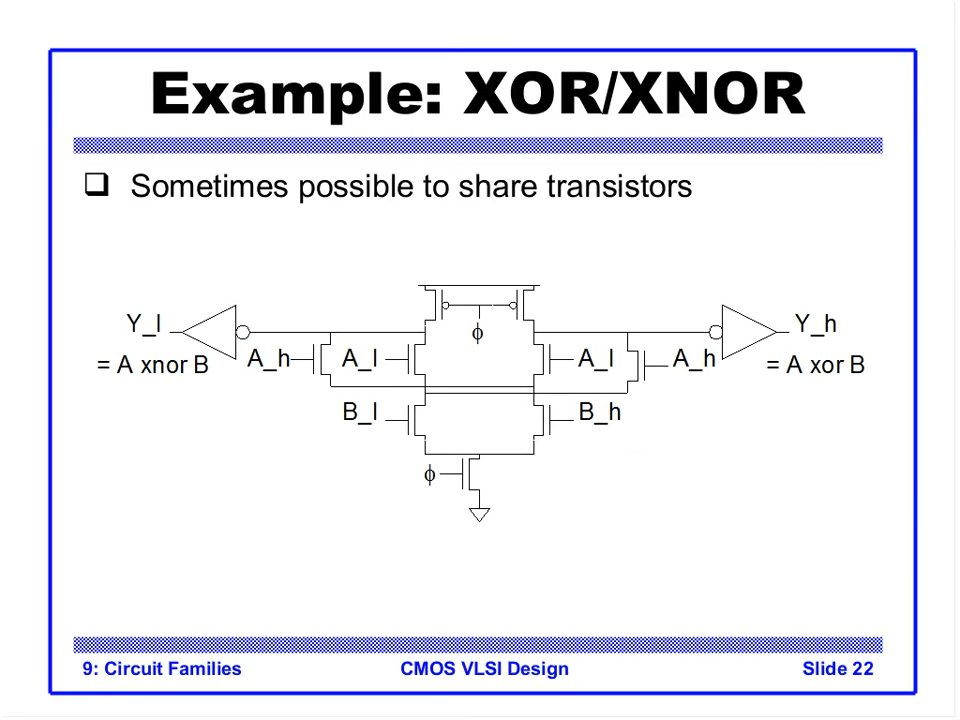 Example: XOR/XNOR
❑ Sometimes possible to share transistors
Y_l
= A xnor B
A_h
A_l
ϕ
A_l
A_h
Y_h
= A xor B
B_l
B_h
ϕ
9: Circuit Families
CMOS VLSI Design
Slide 22